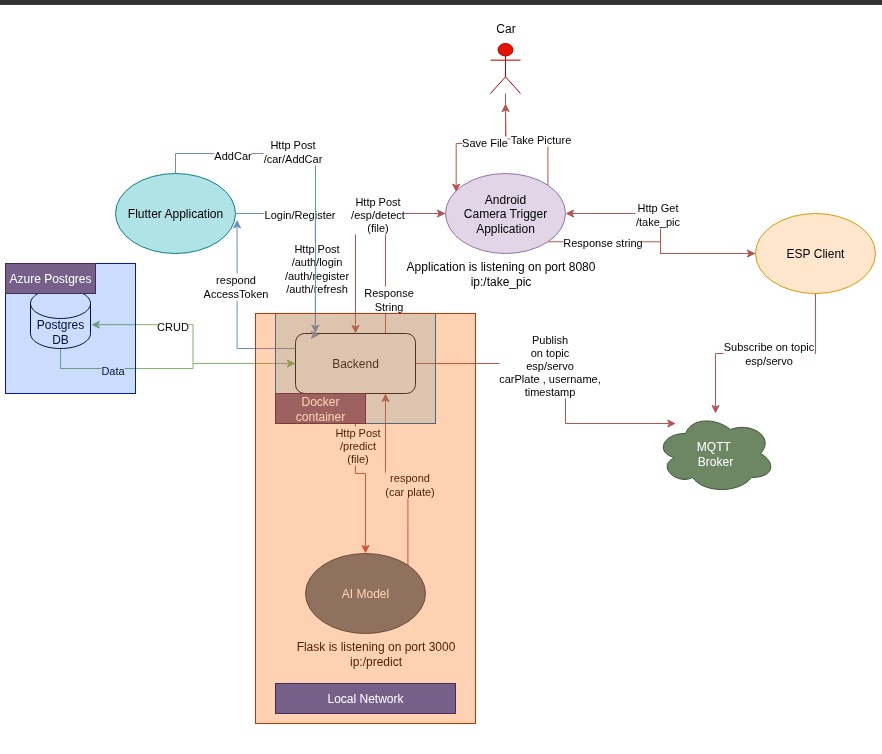 Car
Http Post
/car/AddCar
AddCar
Save File
Take Picture
Flutter Application
Login/Register
Http Post
/esp/detect
(file)
Android
Camera Trigger
Application
Http Get
/take_pic
Response string
ESP Client
Application is listening on port 8080
ip:/take_pic
Http Post
/auth/login
/auth/register
/auth/refresh
respond
AccessToken
Response
String
Azure Postgres
Postgres
DB
CRUD
Data
Backend
Docker
container
Publish
on topic
esp/servo
carPlate , username,
timestamp
Subscribe on topic
esp/servo
MQTT
Broker
Http Post
/predict
(file)
respond
(car plate)
AI Model
Flask is listening on port 3000
ip:/predict
Local Network